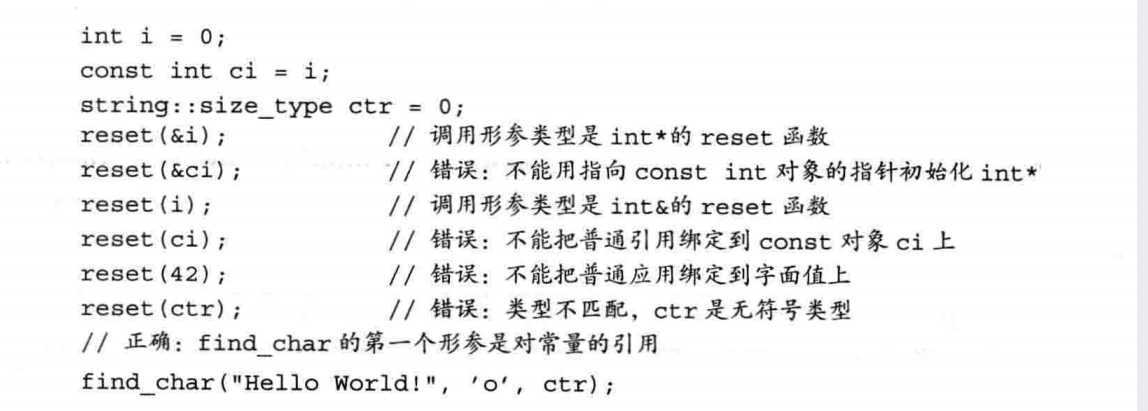 int i = 0;
const int ci = i;
string::size_type ctr = 0;
reset(&i); // 调用形参类型是 int*的 reset 函数
reset(&ci); // 错误：不能用指向 const int 对象的指针初始化 int*
reset(i); // 调用形参类型是 int&的 reset 函数
reset(ci); // 错误：不能把普通引用绑定到 const 对象 ci 上
reset(42); // 错误：不能把普通应用绑定到字面值上
reset(ctr); // 错误：类型不匹配，ctr 是无符号类型
// 正确：find_char 的第一个形参是对常量的引用
find_char("Hello World!", 'o', ctr);